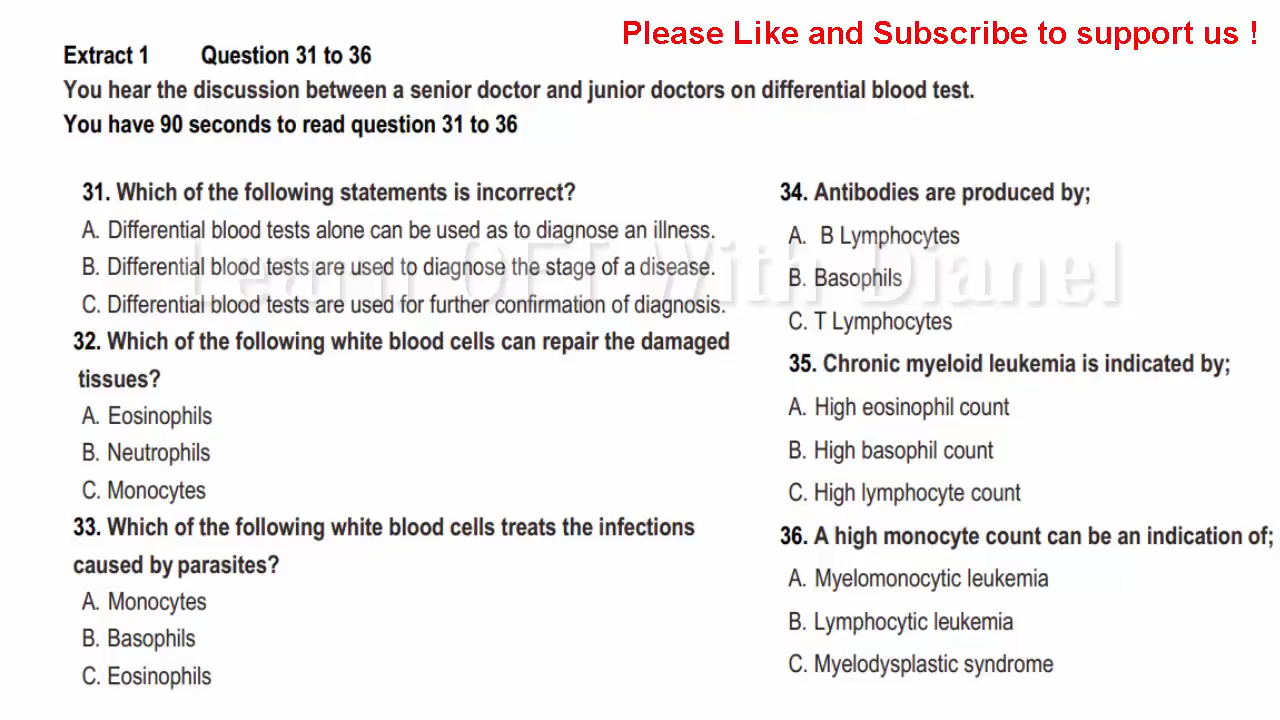 Please Like and Subscribe to support us !
Extract 1 Question 31 to 36
You hear the discussion between a senior doctor and junior doctors on differential blood test.
You have 90 seconds to read question 31 to 36
31. Which of the following statements is incorrect?
A. Differential blood tests alone can be used as to diagnose an illness.
B. Differential blood tests are used to diagnose the stage of a disease.
C. Differential blood tests are used for further confirmation of diagnosis.
32. Which of the following white blood cells can repair the damaged
tissues?
A. Eosinophils
B. Neutrophils
C. Monocytes
33. Which of the following white blood cells treats the infections
caused by parasites?
A. Monocytes
B. Basophils
C. Eosinophils
34. Antibodies are produced by;
A. B Lymphocytes
B. Basophils
C. T Lymphocytes
35. Chronic myeloid leukemia is indicated by;
A. High eosinophil count
B. High basophil count
C. High lymphocyte count
36. A high monocyte count can be an indication of;
A. Myelomonocytic leukemia
B. Lymphocytic leukemia
C. Myelodysplastic syndrome
Learn OET With Dianel